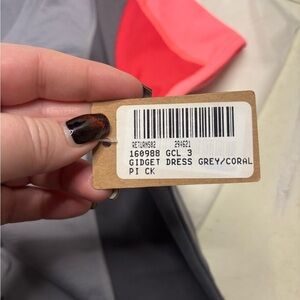 RETURNS02 294621
160988 GCL 3
GIDGET DRESS GREY/CORAL
PI CK